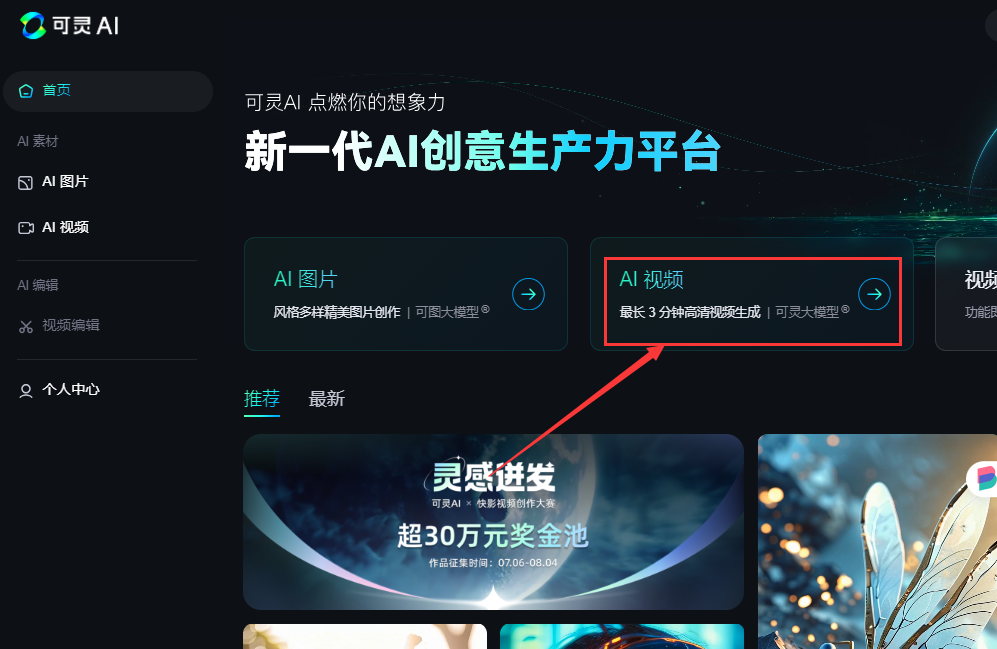 可灵 AI
首页
AI 素材
AI 图片
AI 视频
AI 编辑
视频编辑
个人中心
可灵AI 点燃你的想象力
新一代AI创意生产力平台
AI 图片
风格多样精美图片创作 | 可图大模型®
AI 视频
最长 3 分钟高清视频生成 | 可灵大模型®
视频
推荐 最新
灵感迸发
可灵AI × 快影视频创作大赛
超30万元奖金池
作品征集时间：07.06-08.04